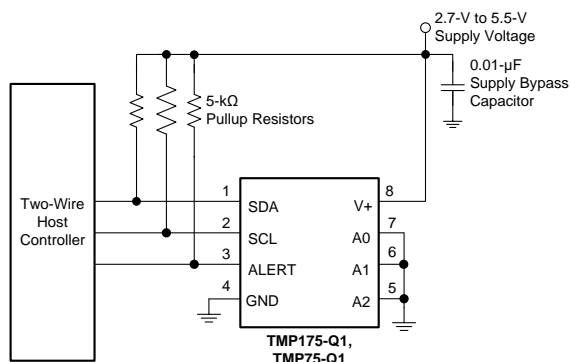 2.7-V to 5.5-V
Supply Voltage
0.01-µF
Supply Bypass
Capacitor
5-kΩ
Pullup Resistors
Two-Wire
Host
Controller
1
SDA
V+
8
2
SCL
A0
7
3
ALERT
A1
6
4
GND
A2
5
TMP175-Q1,
TMP75-Q1